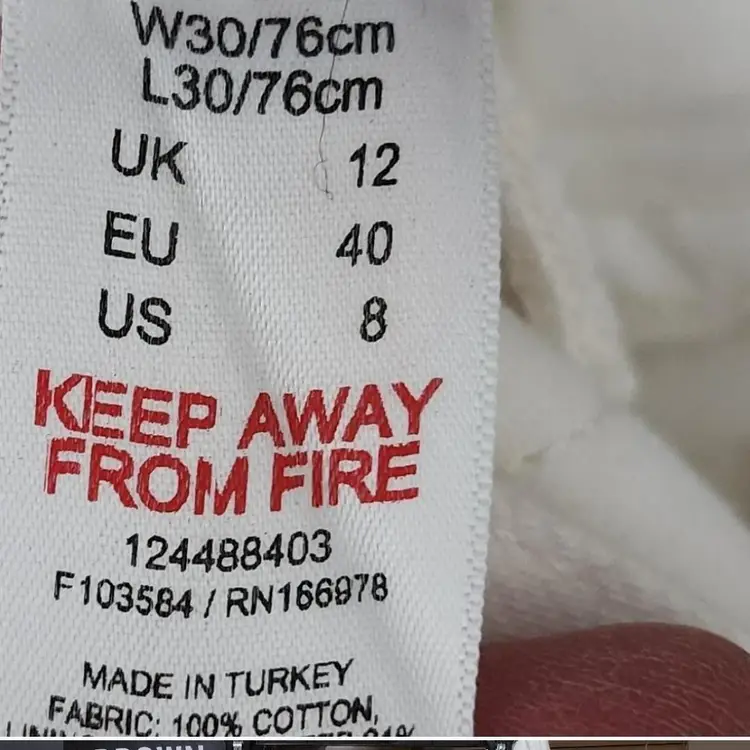 W30/76cm
L30/76cm
UK 12
EU 40
US 8
KEEP AWAY
FROM FIRE
124488403
F103584 / RN166978
MADE IN TURKEY
FABRIC: 100% COTTON,